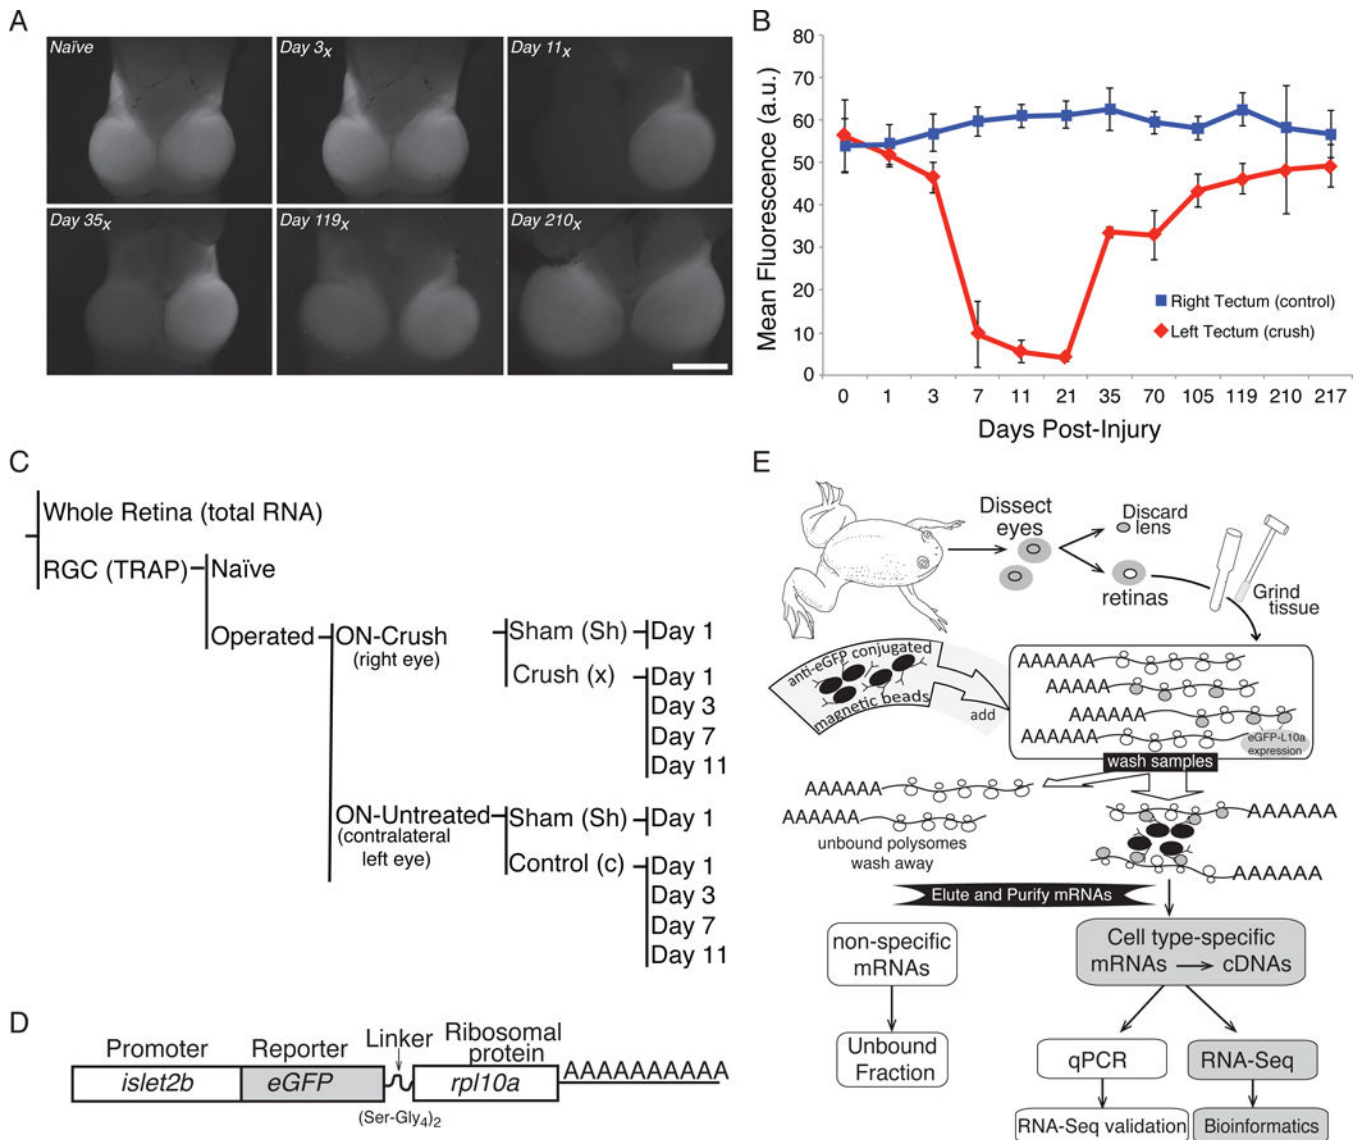 A
Naïve
Day 3x
Day 11x
Day 35x
Day 119x
Day 210x
B
80
70
60
50
40
30
20
10
0
Mean Fluorescence (a.u.)
Right Tectum (control)
Left Tectum (crush)
0 1 3 7 11 21 35 70 105 119 210 217
Days Post-Injury
C
Whole Retina (total RNA)
RGC (TRAP)
Naïve
Operated
ON-Crush
(right eye)
Sham (Sh)
Day 1
Crush (x)
Day 1
Day 3
Day 7
Day 11
ON-Untreated
(contralateral
left eye)
Sham (Sh)
Day 1
Control (c)
Day 1
Day 3
Day 7
Day 11
D
Promoter
Reporter
Linker
Ribosomal
protein
islet2b
eGFP
rpl10a
AAAAAAAAAA
(Ser-Gly4)2
E
Dissect
eyes
Discard
lens
retinas
Grind
tissue
anti-eGFP conjugated
magnetic beads
add
AAAAAA
AAAAA
AAAAAA
AAAAAA
eGFP-L10a
expression
wash samples
AAAAAA
AAAAAA
unbound polysomes
wash away
AAAAAA
AAAAAA
Elute and Purify mRNAs
non-specific
mRNAs
Unbound
Fraction
Cell type-specific
mRNAs
cDNAs
qPCR
RNA-Seq
RNA-Seq validation
Bioinformatics